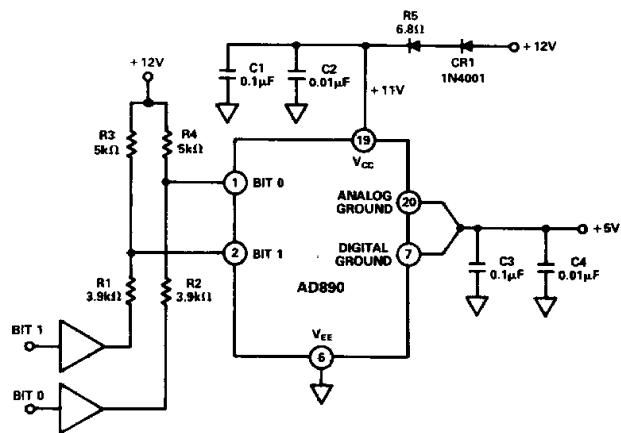 R5
6.8Ω
+12V
CR1
1N4001
C1
0.1µF
C2
0.01µF
+11V
+12V
R3
5kΩ
R4
5kΩ
19
VCC
1
BIT 0
ANALOG
GROUND
20
2
BIT 1
DIGITAL
GROUND
7
+5V
C3
0.1µF
C4
0.01µF
AD890
R1
3.9kΩ
R2
3.9kΩ
VEE
6
BIT 1
BIT 0